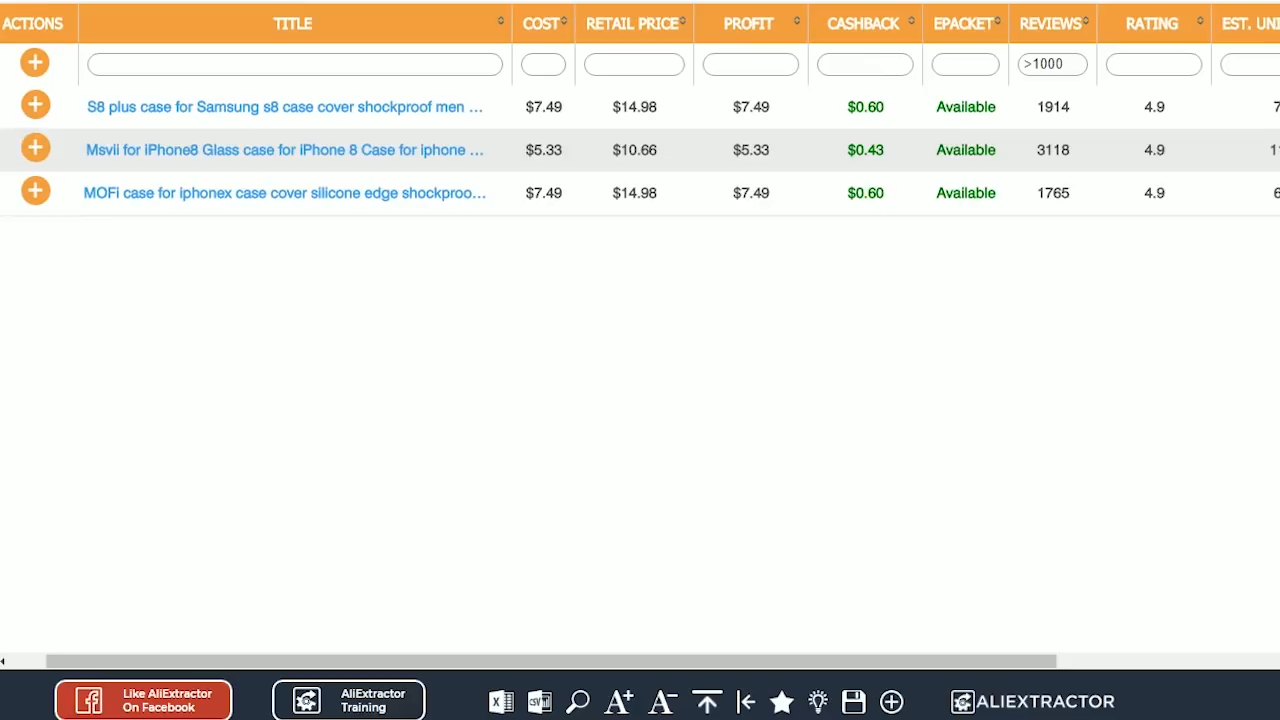 ACTIONS TITLE COST RETAIL PRICE PROFIT CASHBACK EPACKET REVIEWS RATING EST. UNI
>1000
S8 plus case for Samsung s8 case cover shockproof men ... $7.49 $14.98 $7.49 $0.60 Available 1914 4.9 7
Msvii for iPhone8 Glass case for iPhone 8 Case for iphone ... $5.33 $10.66 $5.33 $0.43 Available 3118 4.9 1
MOFi case for iphonex case cover silicone edge shockproo... $7.49 $14.98 $7.49 $0.60 Available 1765 4.9 6
Like AliExtractor
On Facebook
AliExtractor
Training
X CSV A+ A- ALIEXTRACTOR